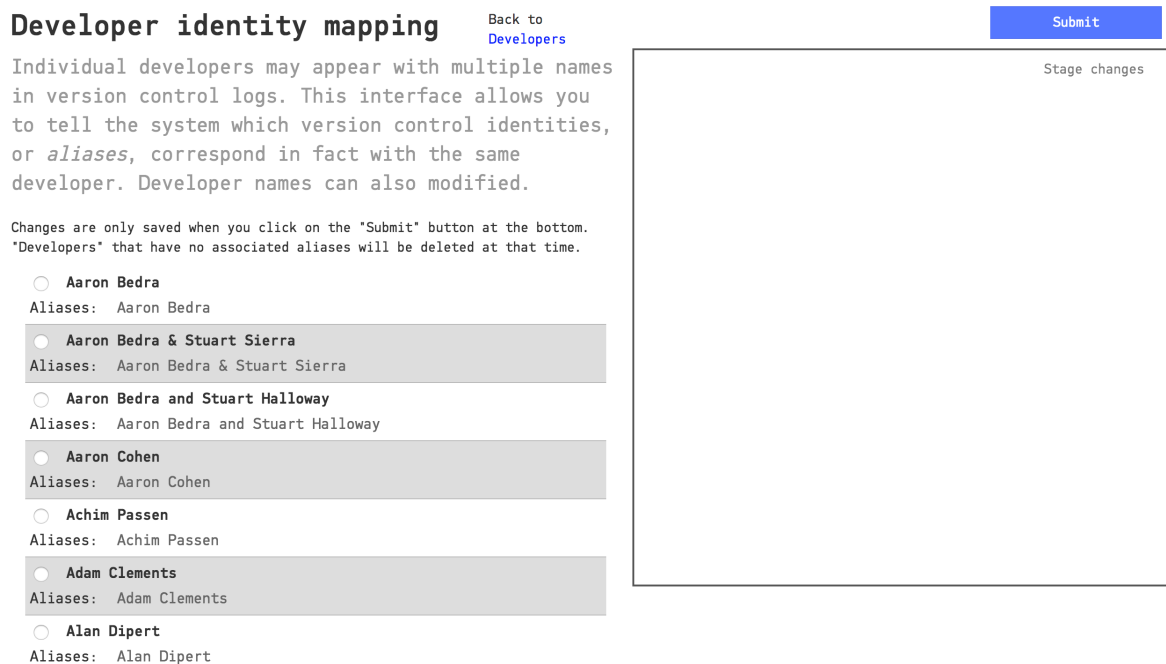 Developer identity mapping
Back to
Developers
Submit
Individual developers may appear with multiple names
in version control logs. This interface allows you
to tell the system which version control identities,
or aliases, correspond in fact with the same
developer. Developer names can also modified.
Changes are only saved when you click on the "Submit" button at the bottom.
"Developers" that have no associated aliases will be deleted at that time.
Aaron Bedra
Aliases: Aaron Bedra
Aaron Bedra & Stuart Sierra
Aliases: Aaron Bedra & Stuart Sierra
Aaron Bedra and Stuart Halloway
Aliases: Aaron Bedra and Stuart Halloway
Aaron Cohen
Aliases: Aaron Cohen
Achim Passen
Aliases: Achim Passen
Adam Clements
Aliases: Adam Clements
Alan Dipert
Aliases: Alan Dipert
Stage changes